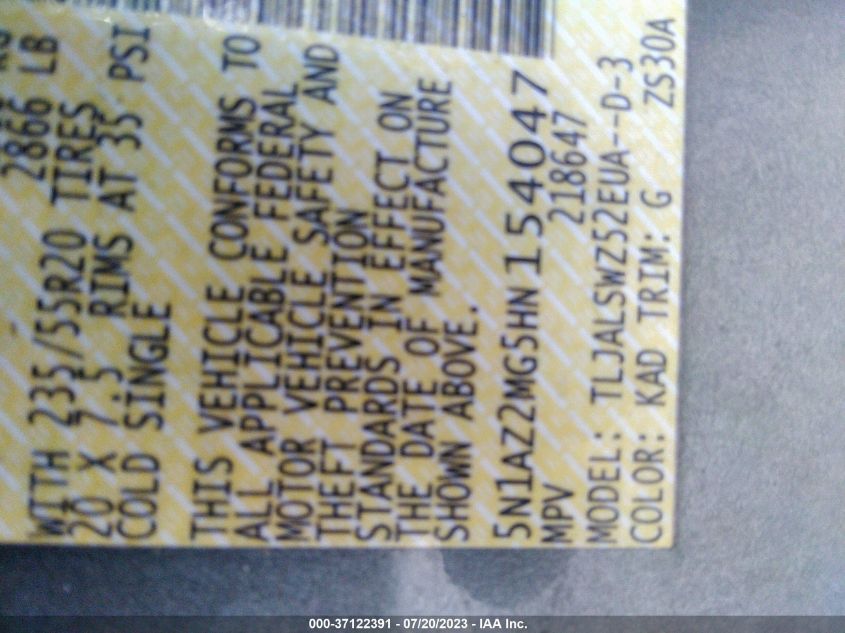 2866 LB
WITH 235/55R20 TIRES
20 X 7.5 RIMS AT 35 PSI
COLD SINGLE
THIS VEHICLE CONFORMS TO
ALL APPLICABLE FEDERAL
MOTOR VEHICLE SAFETY AND
THEFT PREVENTION
STANDARDS IN EFFECT ON
THE DATE OF MANUFACTURE
SHOWN ABOVE.
5N1AZ2MG5HN154047
MPV 218647
MODEL: TLJALSWZ52EUA--D-3
COLOR: KAD TRIM: G ZS30A
000-37122391 - 07/20/2023 - IAA Inc.